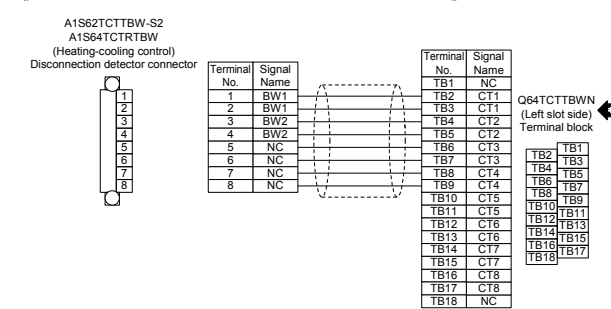 A1S62TCTTBW-S2
A1S64TCTRTBW
(Heating-cooling control)
Disconnection detector connector
1
2
3
4
5
6
7
8
Terminal No. Signal Name
1 BW1
2 BW1
3 BW2
4 BW2
5 NC
6 NC
7 NC
8 NC
Terminal No. Signal Name
TB1 NC
TB2 CT1
TB3 CT1
TB4 CT2
TB5 CT2
TB6 CT3
TB7 CT3
TB8 CT4
TB9 CT4
TB10 CT5
TB11 CT5
TB12 CT6
TB13 CT6
TB14 CT7
TB15 CT7
TB16 CT8
TB17 CT8
TB18 NC
Q64TCTTBWN
(Left slot side)
Terminal block
TB1
TB2
TB3
TB4
TB5
TB6
TB7
TB8
TB9
TB10
TB11
TB12
TB13
TB14
TB15
TB16
TB17
TB18